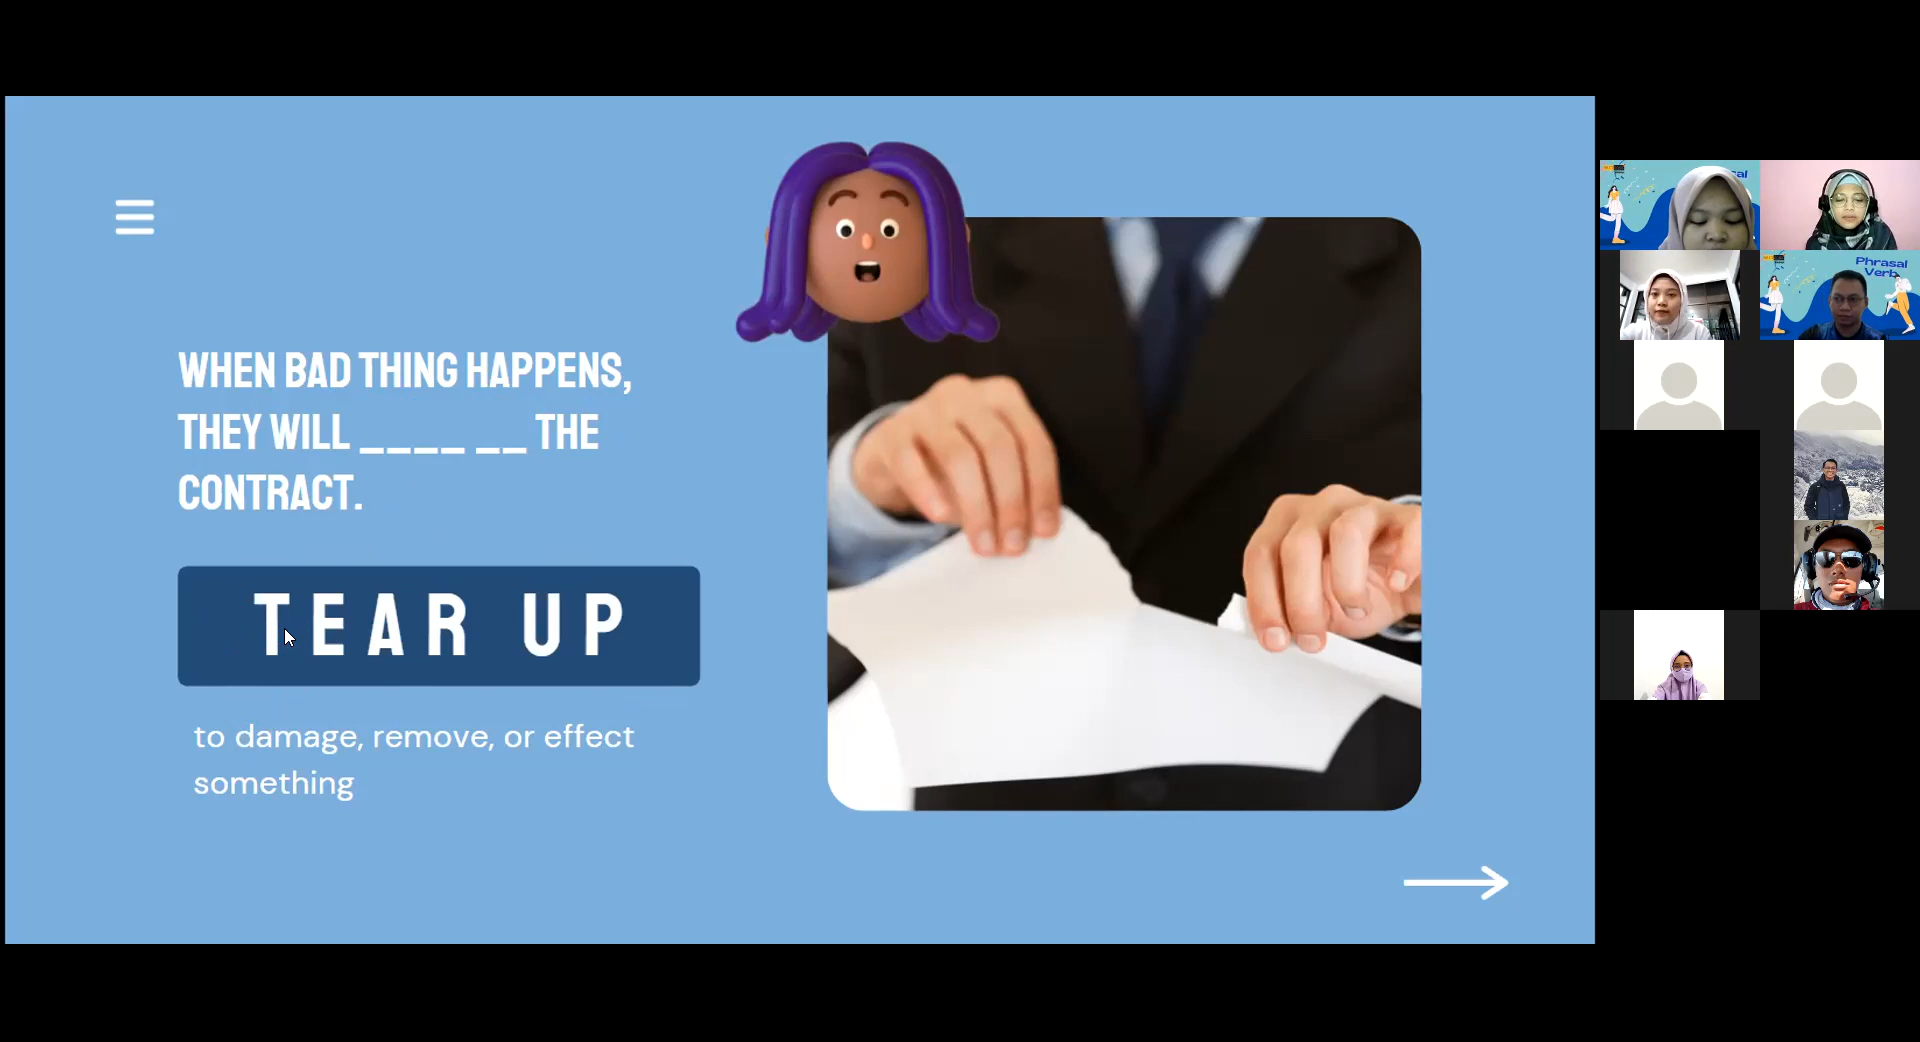 WHEN BAD THING HAPPENS,
THEY WILL ____ __ THE
CONTRACT.
TEAR UP
to damage, remove, or effect
something
Phrasal
Verb